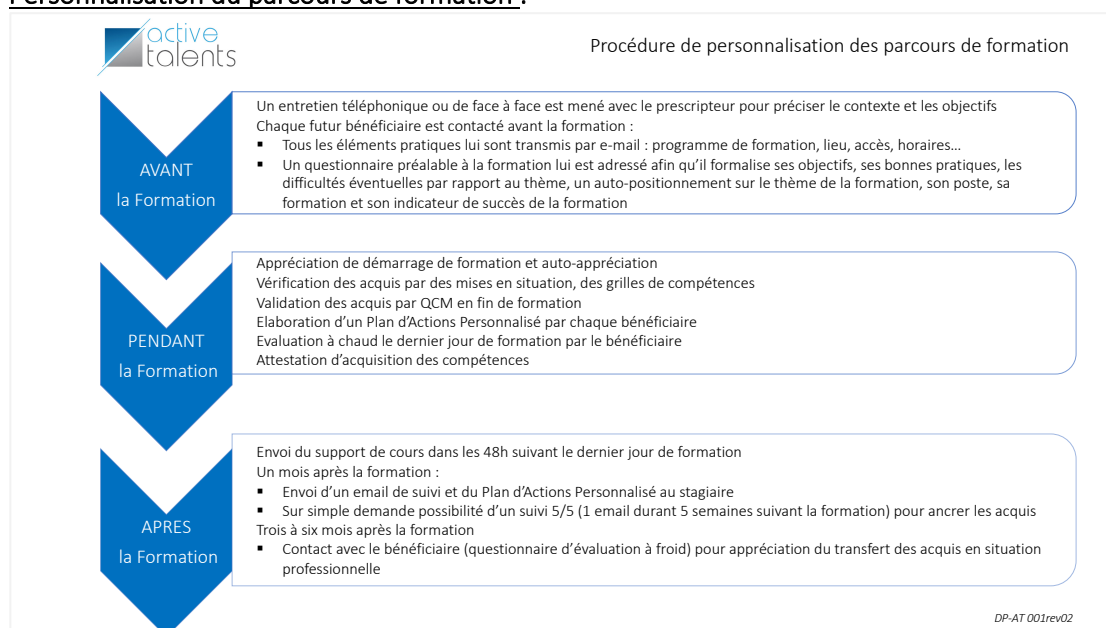 Personnalisation du parcours de formation :
active
talents
Procédure de personnalisation des parcours de formation
AVANT
la Formation
Un entretien téléphonique ou de face à face est mené avec le prescripteur pour préciser le contexte et les objectifs
Chaque futur bénéficiaire est contacté avant la formation :
▪ Tous les éléments pratiques lui sont transmis par e-mail : programme de formation, lieu, accès, horaires…
▪ Un questionnaire préalable à la formation lui est adressé afin qu'il formalise ses objectifs, ses bonnes pratiques, les
difficultés éventuelles par rapport au thème, un auto-positionnement sur le thème de la formation, son poste, sa
formation et son indicateur de succès de la formation
PENDANT
la Formation
Appréciation de démarrage de formation et auto-appréciation
Vérification des acquis par des mises en situation, des grilles de compétences
Validation des acquis par QCM en fin de formation
Elaboration d'un Plan d'Actions Personnalisé par chaque bénéficiaire
Evaluation à chaud le dernier jour de formation par le bénéficiaire
Attestation d'acquisition des compétences
APRES
la Formation
Envoi du support de cours dans les 48h suivant le dernier jour de formation
Un mois après la formation :
▪ Envoi d'un email de suivi et du Plan d'Actions Personnalisé au stagiaire
▪ Sur simple demande possibilité d'un suivi 5/5 (1 email durant 5 semaines suivant la formation) pour ancrer les acquis
Trois à six mois après la formation
▪ Contact avec le bénéficiaire (questionnaire d'évaluation à froid) pour appréciation du transfert des acquis en situation
professionnelle
DP-AT 001rev02